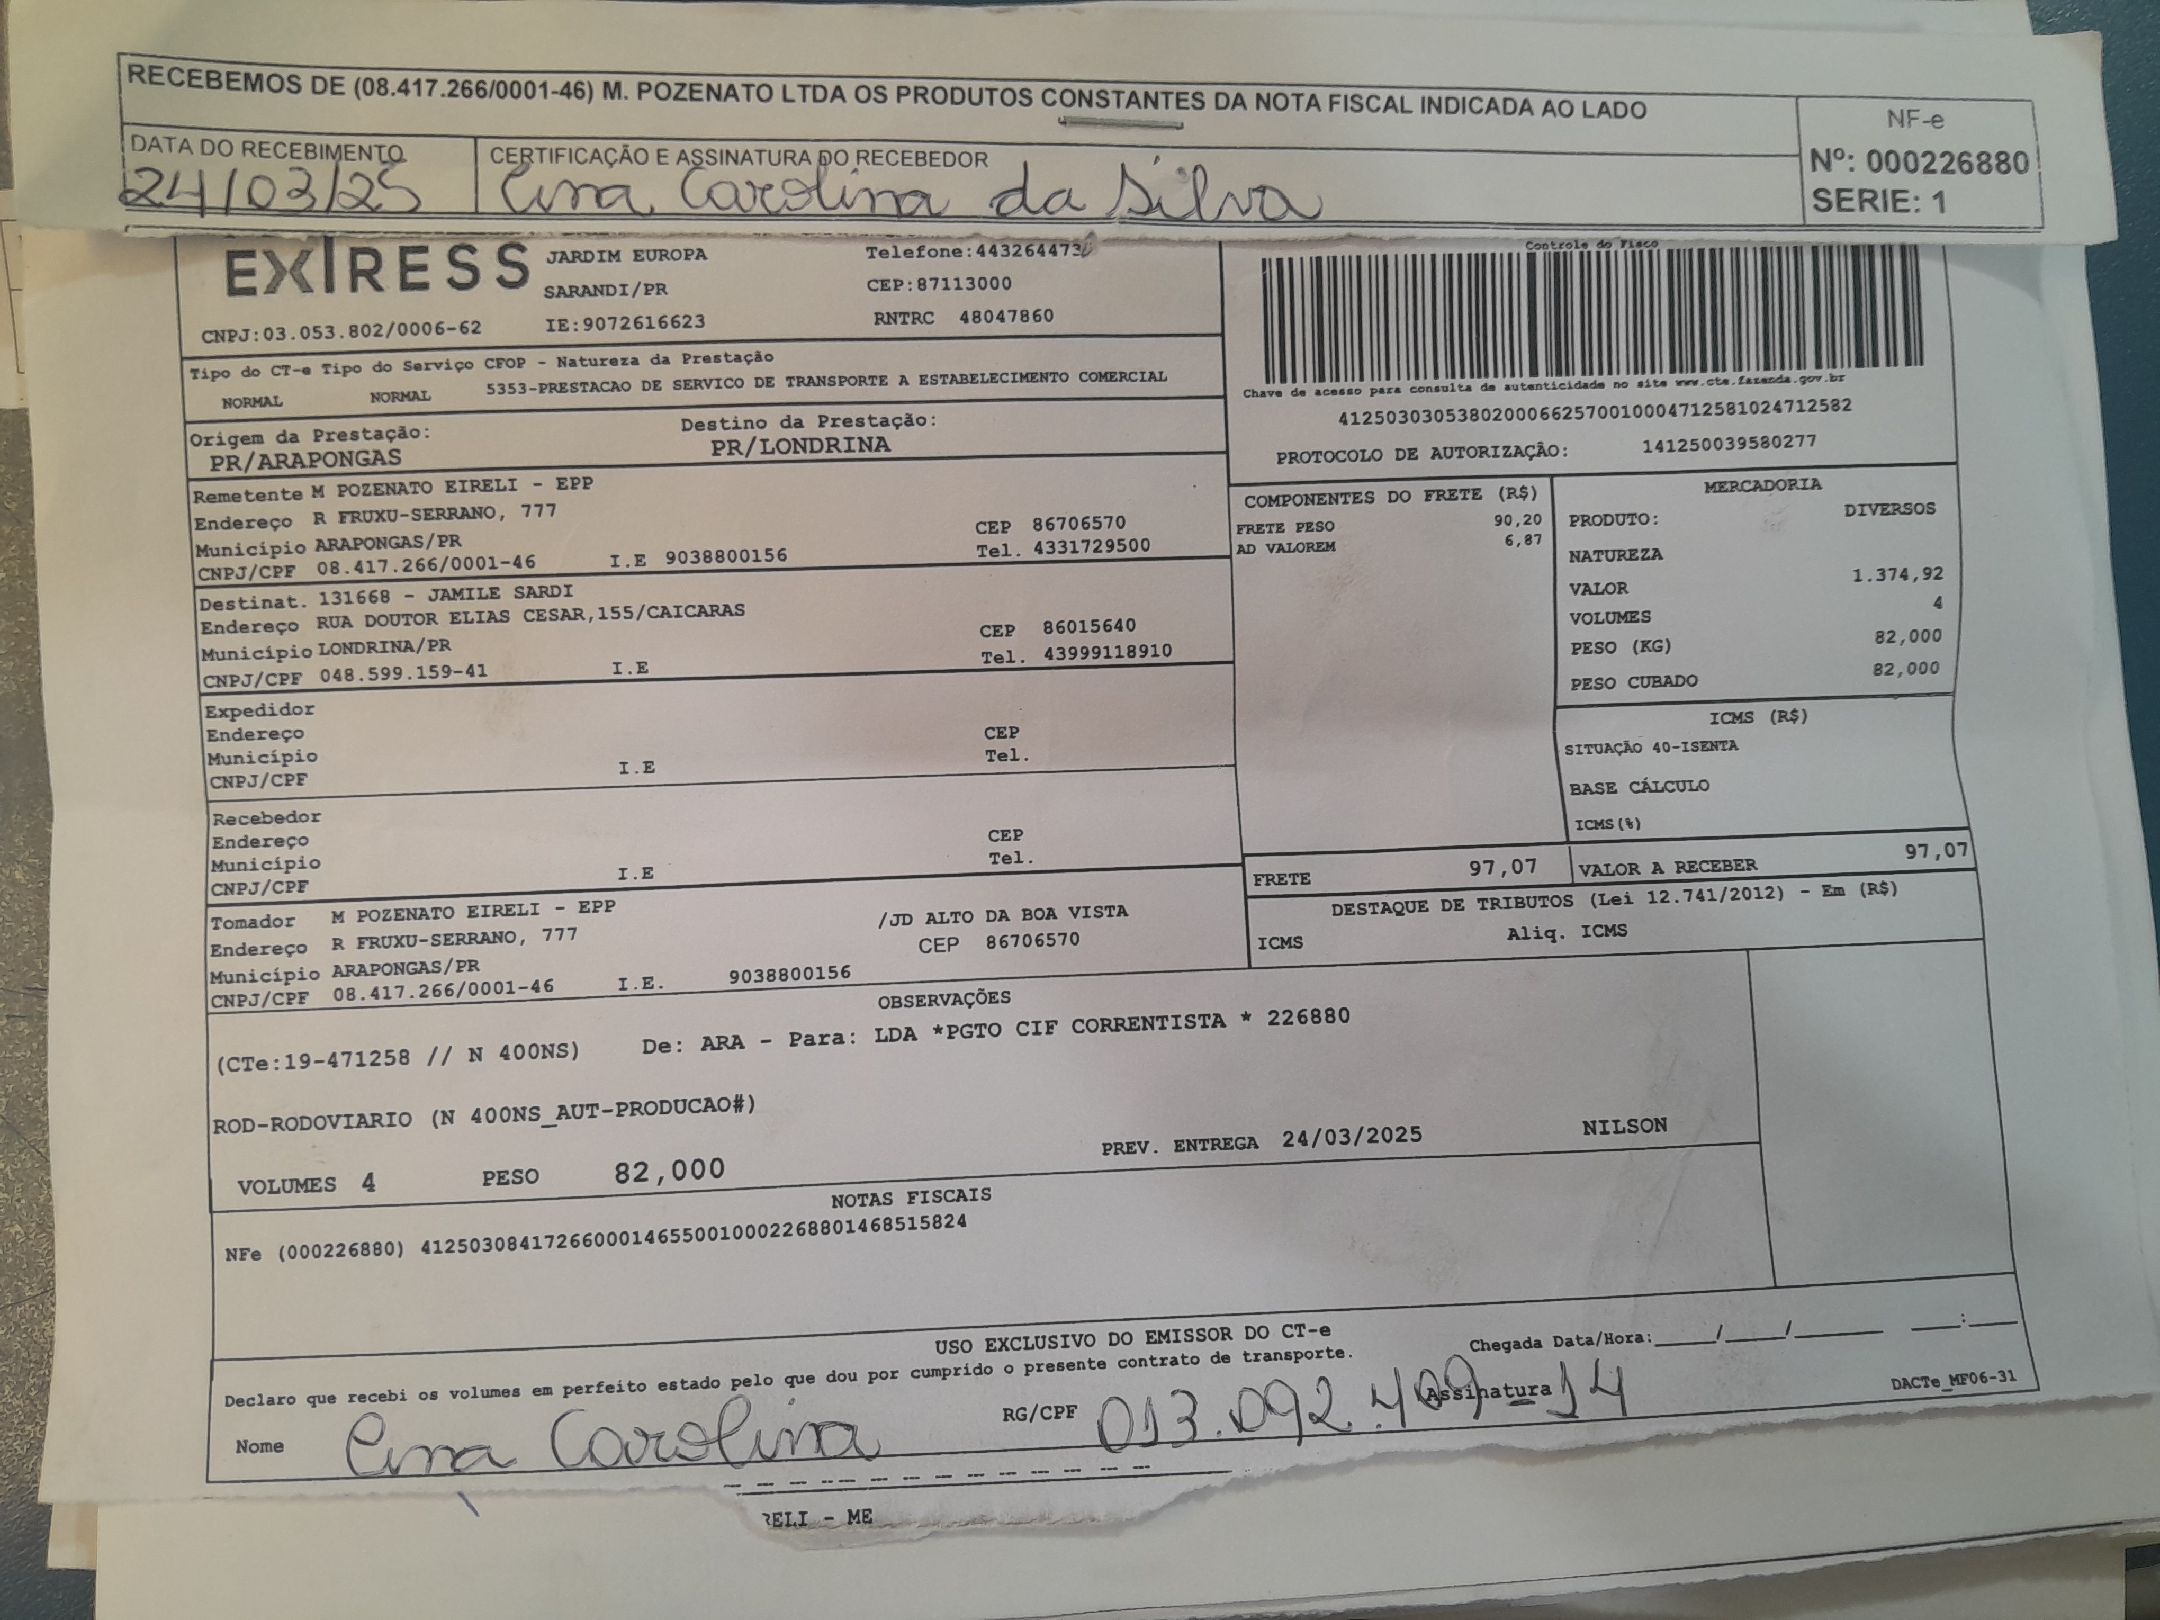 RECEBEMOS DE (08.417.266/0001-46) M. POZENATO LTDA OS PRODUTOS CONSTANTES DA NOTA FISCAL INDICADA AO LADO
NF-e
Nº: 000226880
SERIE: 1
DATA DO RECEBIMENTO
24/03/25
CERTIFICAÇÃO E ASSINATURA DO RECEBEDOR
Ana Carolina da Silva
JARDIM EUROPA
Telefone:443264473
SARANDI/PR
CEP:87113000
CNPJ:03.053.802/0006-62
IE:9072616623
RNTRC 48047860
Controle do Fisco
Chave de acesso para consulta de autenticidade no site www.cte.fazenda.gov.br
41250303053802000662570010004712581024712582
PROTOCOLO DE AUTORIZAÇÃO: 141250039580277
Tipo do CT-e Tipo do Serviço CFOP - Natureza da Prestação
NORMAL NORMAL 5353-PRESTACAO DE SERVICO DE TRANSPORTE A ESTABELECIMENTO COMERCIAL
Origem da Prestação: Destino da Prestação:
PR/ARAPONGAS PR/LONDRINA
Remetente M POZENATO EIRELI - EPP
Endereço R FRUXU-SERRANO, 777 CEP 86706570
Município ARAPONGAS/PR Tel. 4331729500
CNPJ/CPF 08.417.266/0001-46 I.E 9038800156
Destinat. 131668 - JAMILE SARDI
Endereço RUA DOUTOR ELIAS CESAR,155/CAICARAS
Município LONDRINA/PR CEP 86015640
CNPJ/CPF 048.599.159-41 I.E Tel. 43999118910
Expedidor
Endereço CEP
Município Tel.
CNPJ/CPF I.E
Recebedor
Endereço CEP
Município Tel.
CNPJ/CPF I.E
Tomador M POZENATO EIRELI - EPP /JD ALTO DA BOA VISTA
Endereço R FRUXU-SERRANO, 777 CEP 86706570
Município ARAPONGAS/PR
CNPJ/CPF 08.417.266/0001-46 I.E. 9038800156
COMPONENTES DO FRETE (R$)
FRETE PESO 90,20
AD VALOREM 6,87
MERCADORIA
PRODUTO: DIVERSOS
NATUREZA
VALOR 1.374,92
VOLUMES 4
PESO (KG) 82,000
PESO CUBADO 82,000
ICMS (R$)
SITUAÇÃO 40-ISENTA
BASE CÁLCULO
ICMS(%)
FRETE 97,07 VALOR A RECEBER 97,07
DESTAQUE DE TRIBUTOS (Lei 12.741/2012) - Em (R$)
ICMS Aliq. ICMS
OBSERVAÇÕES
(CTe:19-471258 // N 400NS) De: ARA - Para: LDA *PGTO CIF CORRENTISTA * 226880
ROD-RODOVIARIO (N 400NS_AUT-PRODUCAO#)
VOLUMES 4 PESO 82,000 PREV. ENTREGA 24/03/2025 NILSON
NOTAS FISCAIS
NFe (000226880) 41250308417266000146550010002268801468515824
USO EXCLUSIVO DO EMISSOR DO CT-e
Declaro que recebi os volumes em perfeito estado pelo que dou por cumprido o presente contrato de transporte.
Chegada Data/Hora:____/____/______ ___:___
Nome Ana Carolina RG/CPF 013.092.409-14 Assinatura
DACTe_MF06-31
RELI - ME